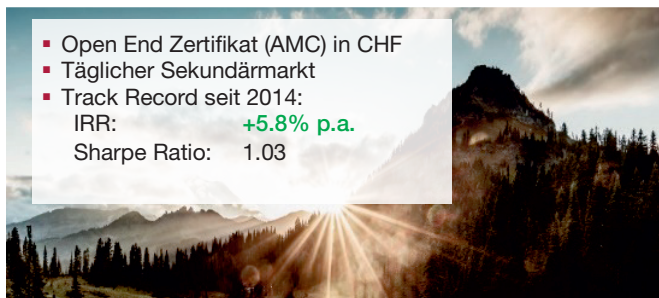 ▪ Open End Zertifikat (AMC) in CHF
▪ Täglicher Sekundärmarkt
▪ Track Record seit 2014:
IRR: +5.8% p.a.
Sharpe Ratio: 1.03